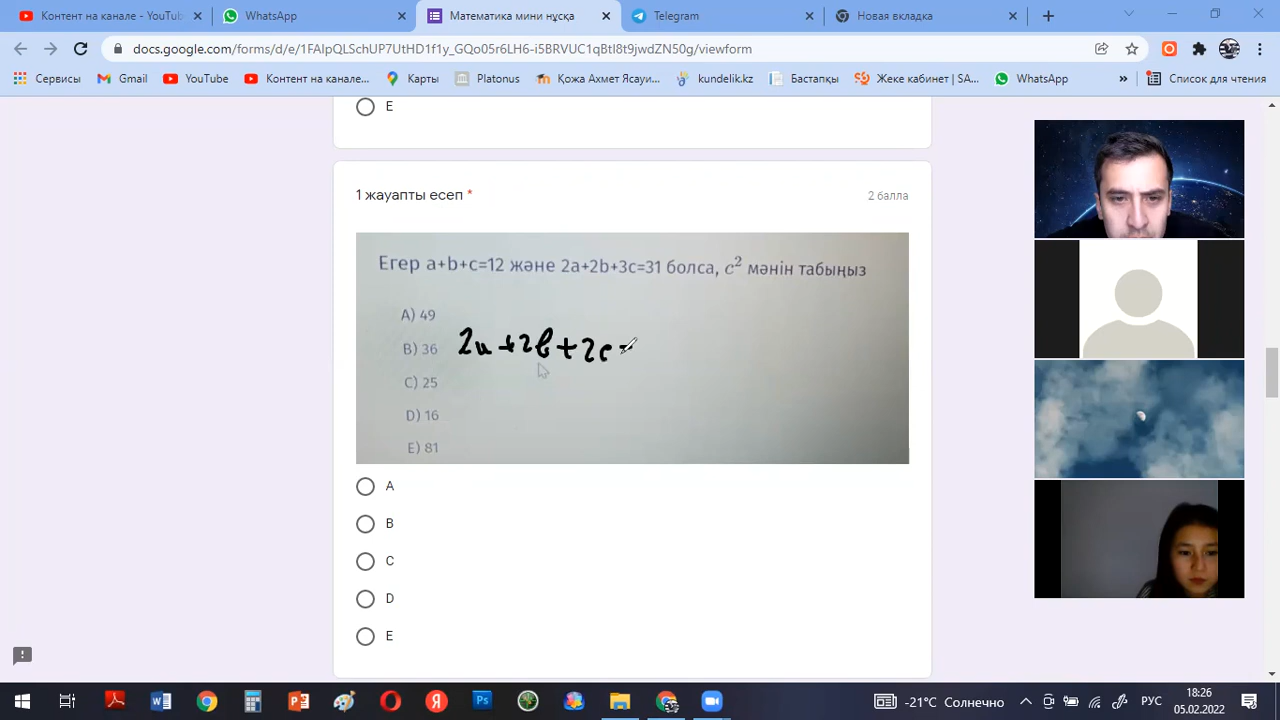 Контент на канале - YouTu
WhatsApp
Математика мини нұсқа
Telegram
Новая вкладка
docs.google.com/forms/d/e/1FAIpQLSchUP7UtHD1f1y_GQo05r6LH6-i5BRVUC1qBtI8t9jwdZN50g/viewform
Сервисы
Gmail
YouTube
Контент на канале...
Карты
Platonus
Қожа Ахмет Ясауи...
kundelik.kz
Бастапқы
Жеке кабинет | SA...
WhatsApp
»
Список для чтения
E
1 жауапты есеп *
2 балла
Егер a+b+c=12 және 2a+2b+3c=31 болса, c² мәнін табыңыз
A) 49
B) 36
2a+2b+2c=
C) 25
D) 16
E) 81
A
B
C
D
E
-21°C Солнечно
РУС
18:26
05.02.2022